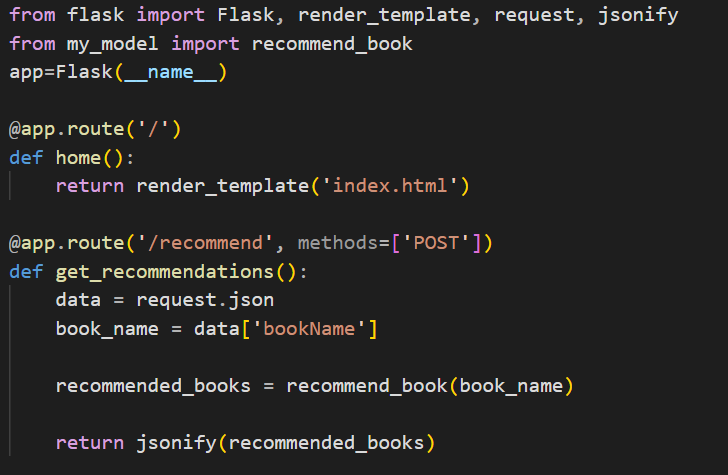 from flask import Flask, render_template, request, jsonify
from my_model import recommend_book
app=Flask(__name__)

@app.route('/')
def home():
    return render_template('index.html')

@app.route('/recommend', methods=['POST'])
def get_recommendations():
    data = request.json
    book_name = data['bookName']

    recommended_books = recommend_book(book_name)

    return jsonify(recommended_books)